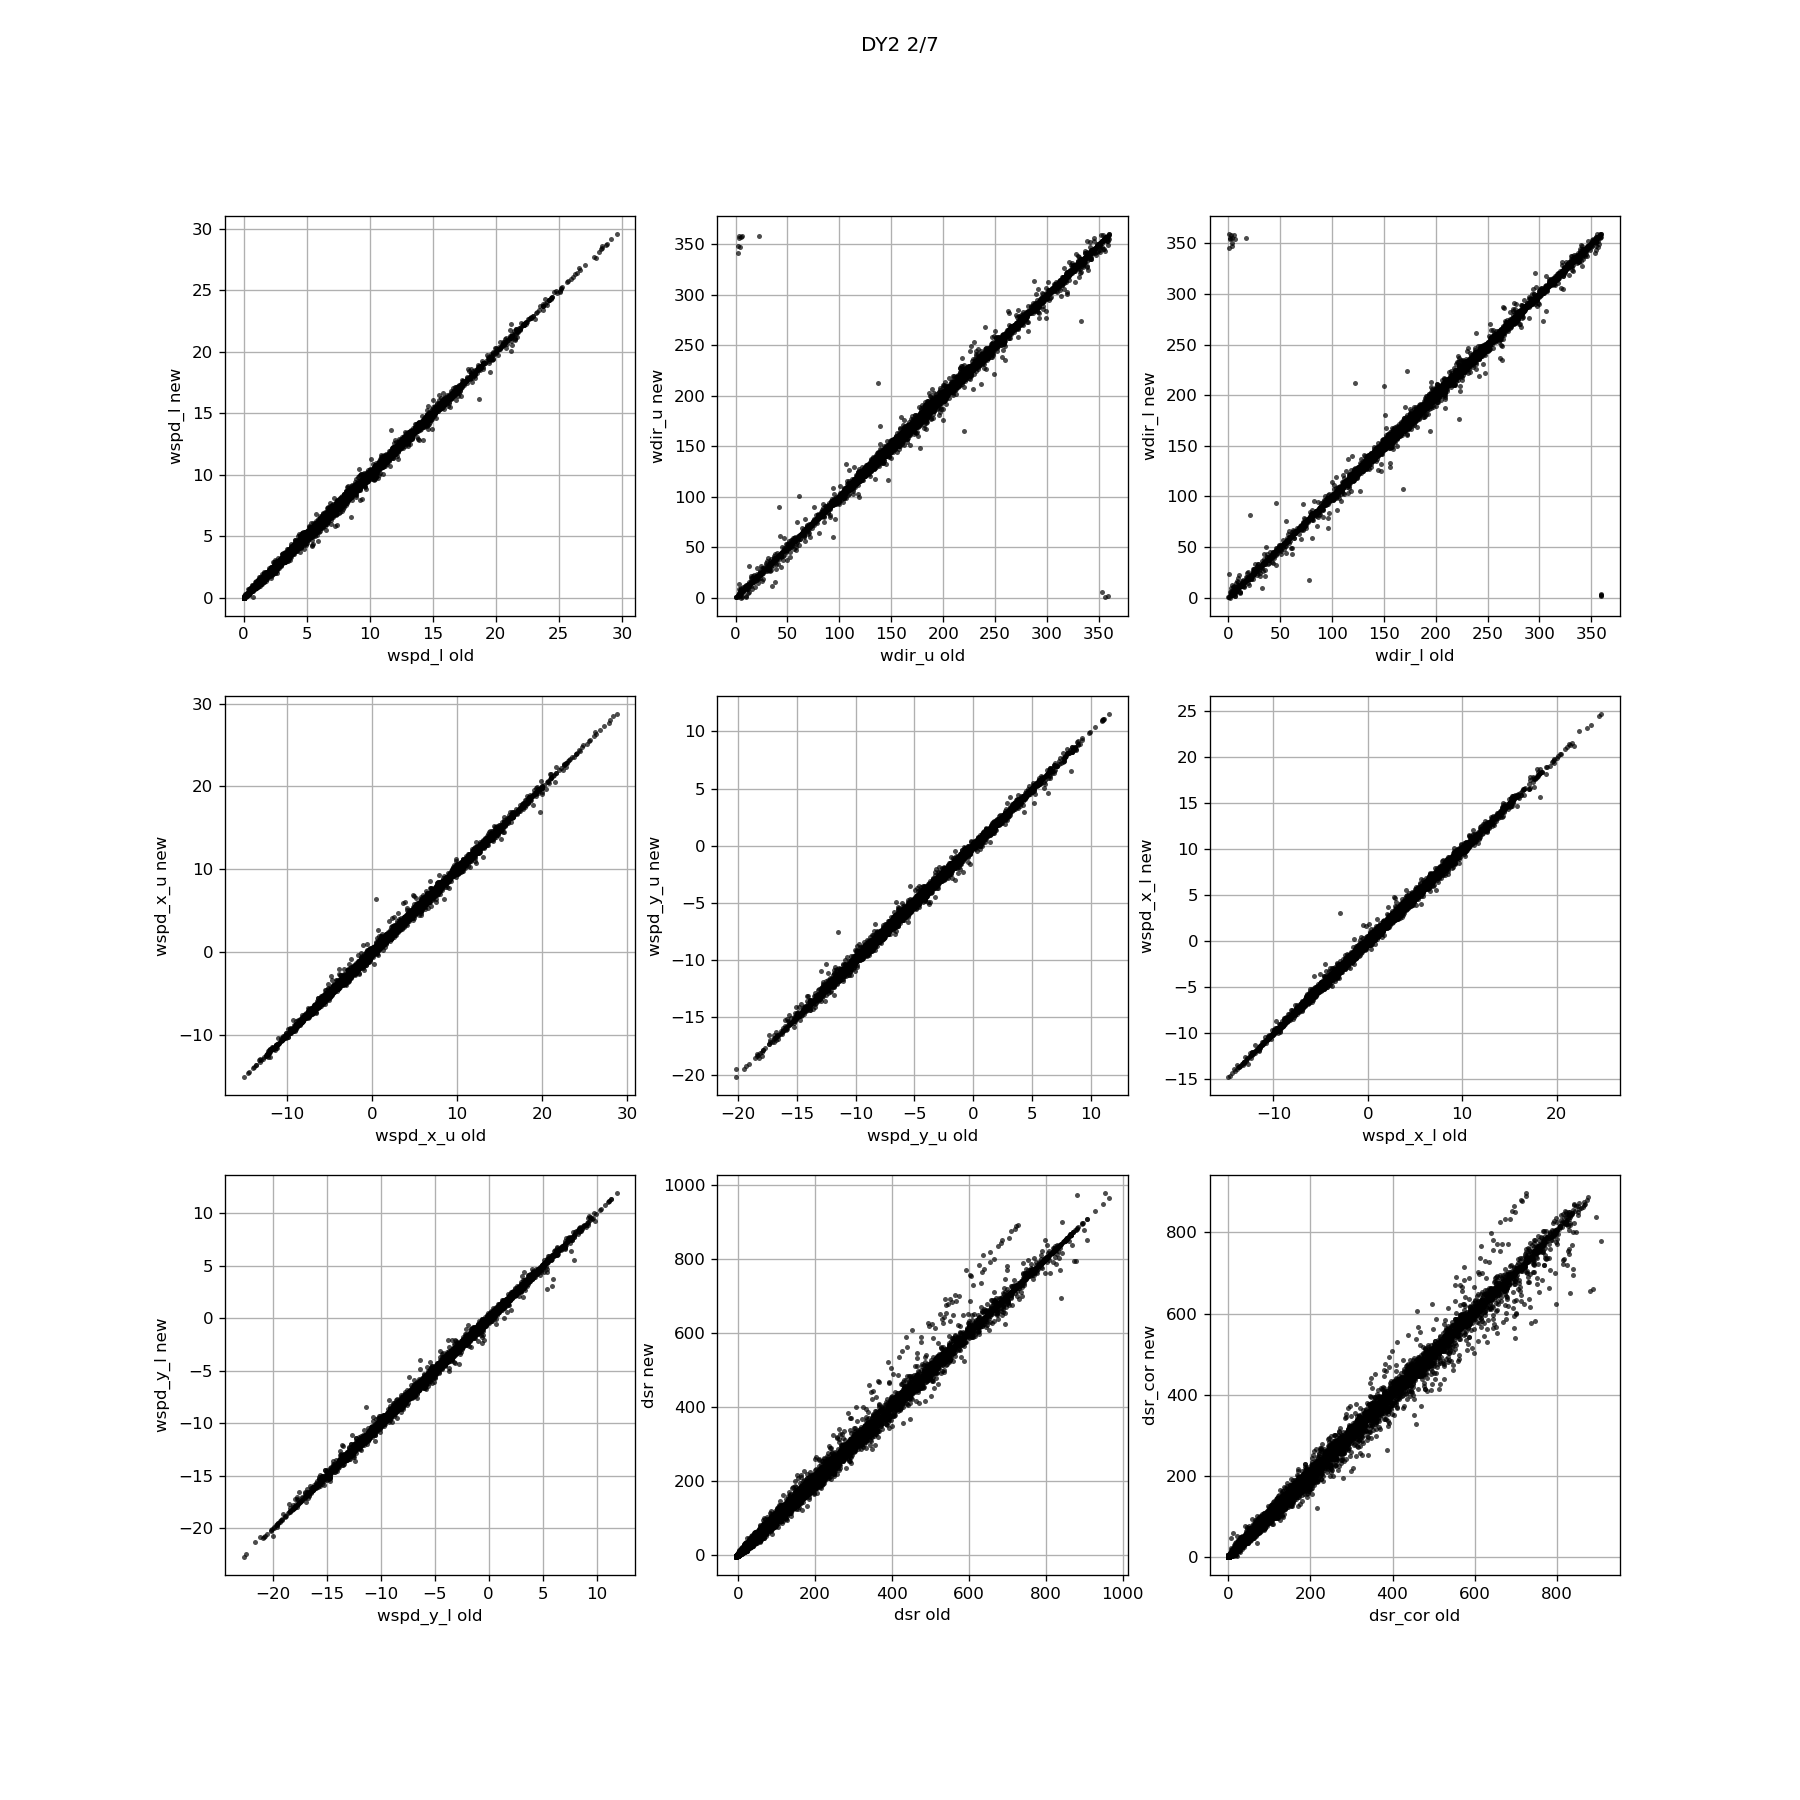 DY2 2/7
30
25
20
15
10
5
0
wspd_l new
0 5 10 15 20 25 30
wspd_l old
350
300
250
200
150
100
50
0
wdir_u new
0 50 100 150 200 250 300 350
wdir_u old
350
300
250
200
150
100
50
0
wdir_l new
0 50 100 150 200 250 300 350
wdir_l old
30
20
10
0
−10
wspd_x_u new
−10 0 10 20 30
wspd_x_u old
10
5
0
−5
−10
−15
−20
wspd_y_u new
−20 −15 −10 −5 0 5 10
wspd_y_u old
25
20
15
10
5
0
−5
−10
−15
wspd_x_l new
−10 0 10 20
wspd_x_l old
10
5
0
−5
−10
−15
−20
wspd_y_l new
−20 −15 −10 −5 0 5 10
wspd_y_l old
1000
800
600
400
200
0
dsr new
0 200 400 600 800 1000
dsr old
800
600
400
200
0
dsr_cor new
0 200 400 600 800
dsr_cor old